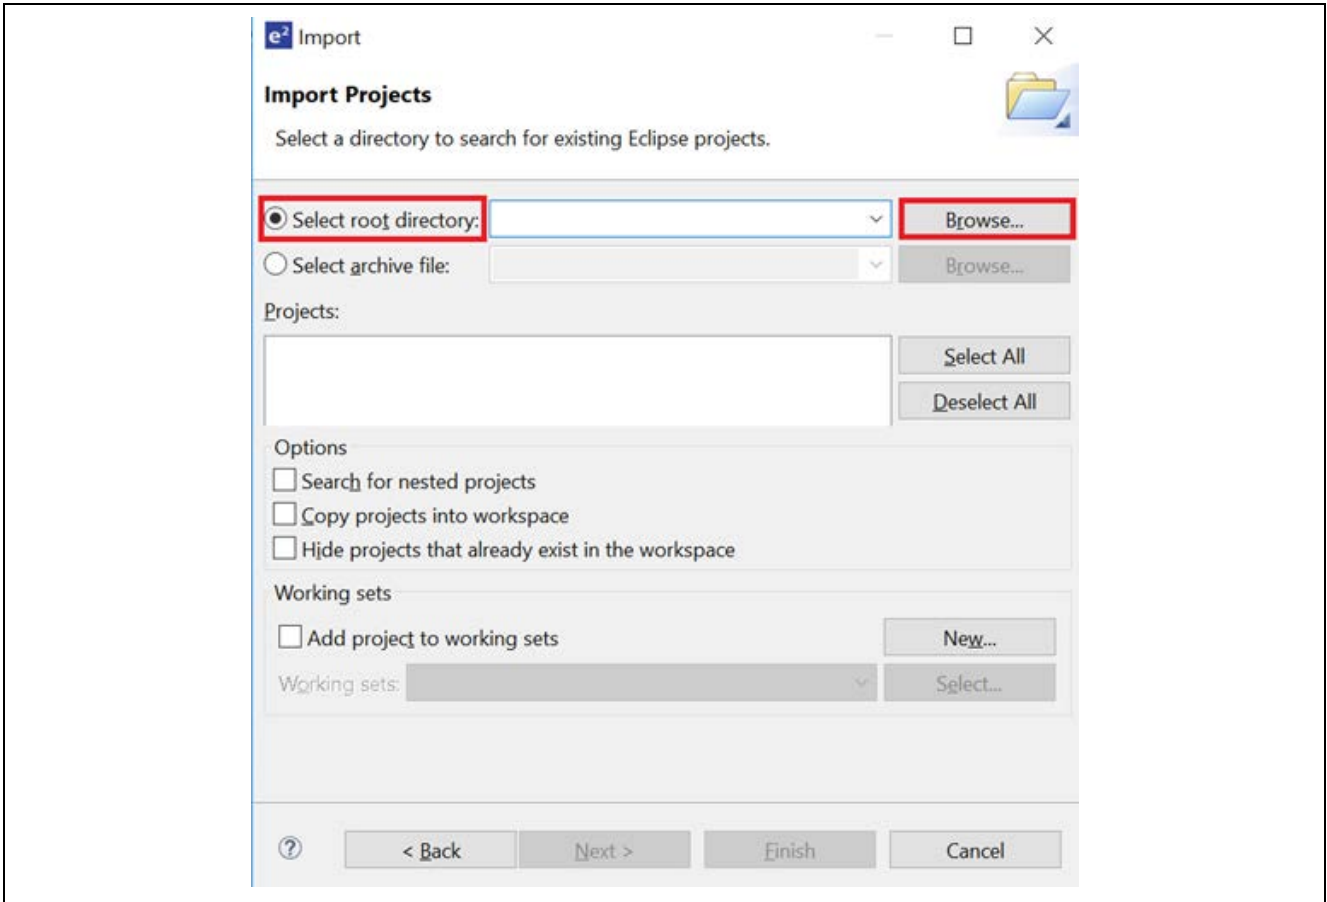 e² Import
Import Projects
Select a directory to search for existing Eclipse projects.
Select root directory: Browse...
Select archive file: Browse...
Projects:
Select All
Deselect All
Options
Search for nested projects
Copy projects into workspace
Hide projects that already exist in the workspace
Working sets
Add project to working sets New...
Working sets: Select...
? < Back Next > Finish Cancel